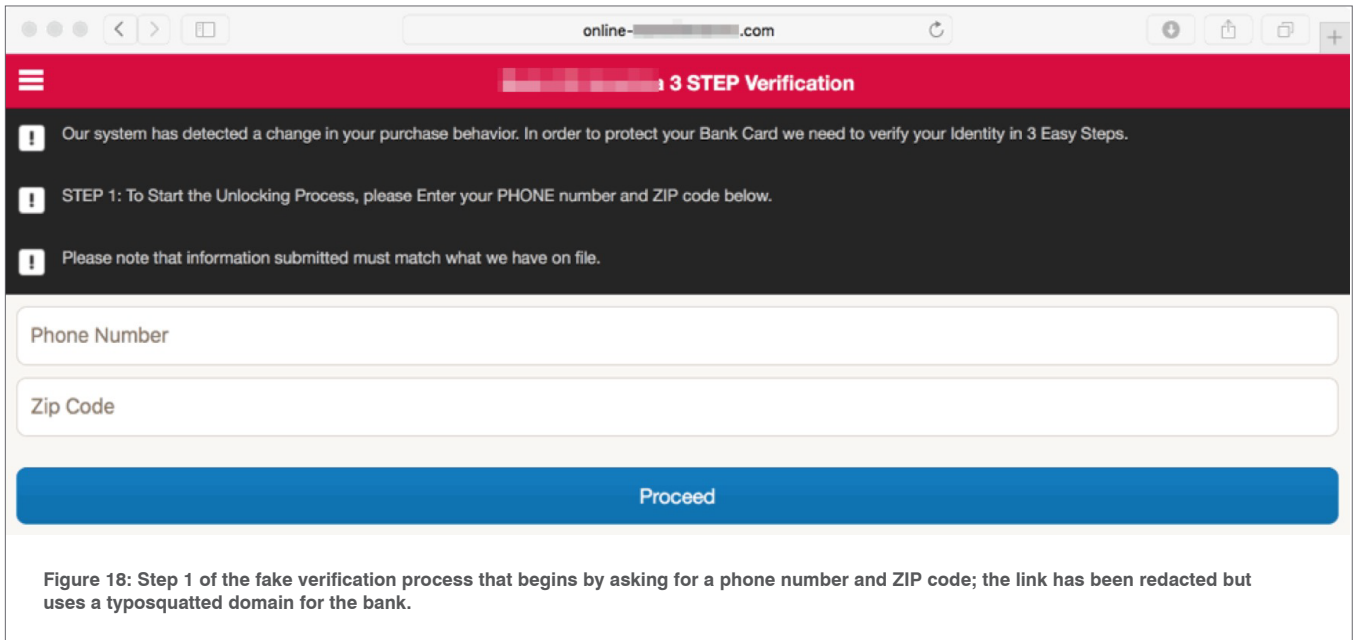 online-.com
3 STEP Verification
! Our system has detected a change in your purchase behavior. In order to protect your Bank Card we need to verify your Identity in 3 Easy Steps.
! STEP 1: To Start the Unlocking Process, please Enter your PHONE number and ZIP code below.
! Please note that information submitted must match what we have on file.
Phone Number
Zip Code
Proceed
Figure 18: Step 1 of the fake verification process that begins by asking for a phone number and ZIP code; the link has been redacted but
uses a typosquatted domain for the bank.